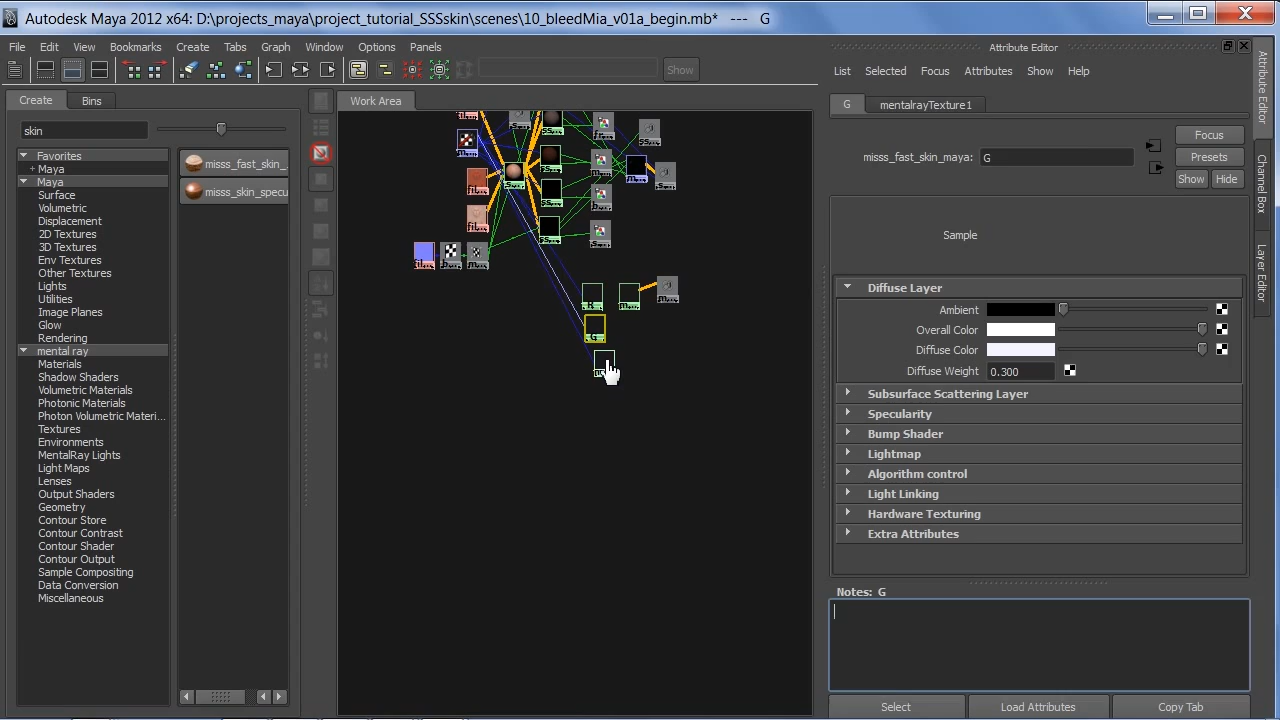 Autodesk Maya 2012 x64: D:\projects_maya\project_tutorial_SSSskin\scenes\10_bleedMia_v01a_begin.mb* --- G
File Edit View Bookmarks Create Tabs Graph Window Options Panels
Show
Create Bins
skin
Favorites
+ Maya
Maya
Surface
Volumetric
Displacement
2D Textures
3D Textures
Env Textures
Other Textures
Lights
Utilities
Image Planes
Glow
Rendering
mental ray
Materials
Shadow Shaders
Volumetric Materials
Photonic Materials
Photon Volumetric Materi...
Textures
Environments
MentalRay Lights
Light Maps
Lenses
Output Shaders
Geometry
Contour Store
Contour Contrast
Contour Shader
Contour Output
Sample Compositing
Data Conversion
Miscellaneous
misss_fast_skin_
misss_skin_specu
Work Area
R
G
Attribute Editor
List Selected Focus Attributes Show Help
G mentalrayTexture1
Focus
misss_fast_skin_maya: G
Presets
Show Hide
Sample
Diffuse Layer
Ambient
Overall Color
Diffuse Color
Diffuse Weight 0.300
Subsurface Scattering Layer
Specularity
Bump Shader
Lightmap
Algorithm control
Light Linking
Hardware Texturing
Extra Attributes
Notes: G
Select Load Attributes Copy Tab
Attribute Editor
Channel Box
Layer Editor